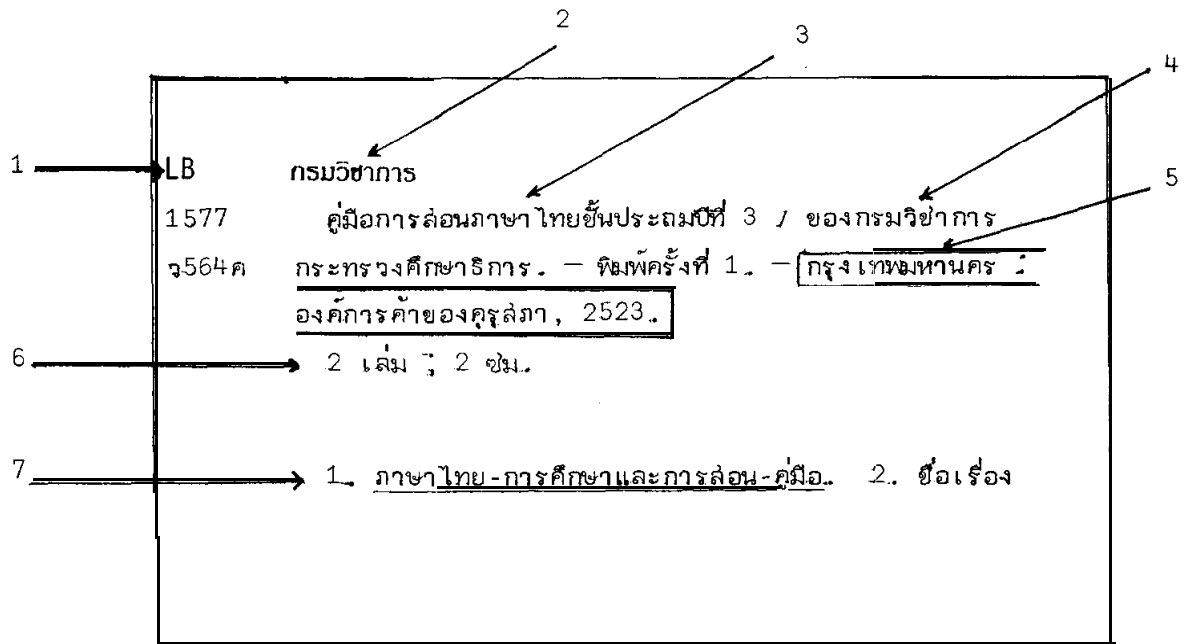 2
3
4
1 LB กรมวิชาการ
5
1577 คู่มือการสอนภาษาไทยชั้นประถมปีที่ 3 / ของกรมวิชาการ
ว564ค กระทรวงศึกษาธิการ. - พิมพ์ครั้งที่ 1. - กรุงเทพมหานคร :
องค์การค้าของคุรุสภา, 2523.
6 2 เล่ม ; 2 ซม.
7 1. ภาษาไทย-การศึกษาและการสอน-คู่มือ. 2. ชื่อเรื่อง